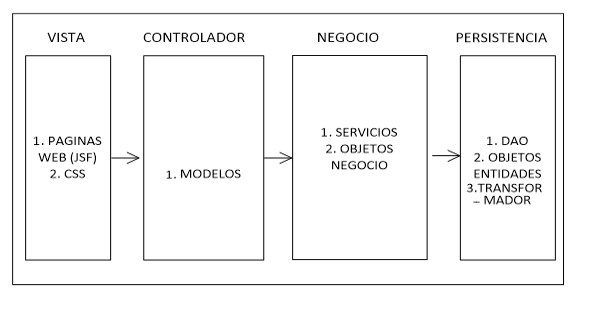 VISTA
CONTROLADOR
NEGOCIO
PERSISTENCIA
1. PAGINAS
WEB (JSF)
2. CSS
1. MODELOS
1. SERVICIOS
2. OBJETOS
NEGOCIO
1. DAO
2. OBJETOS
ENTIDADES
3.TRANSFOR
– MADOR